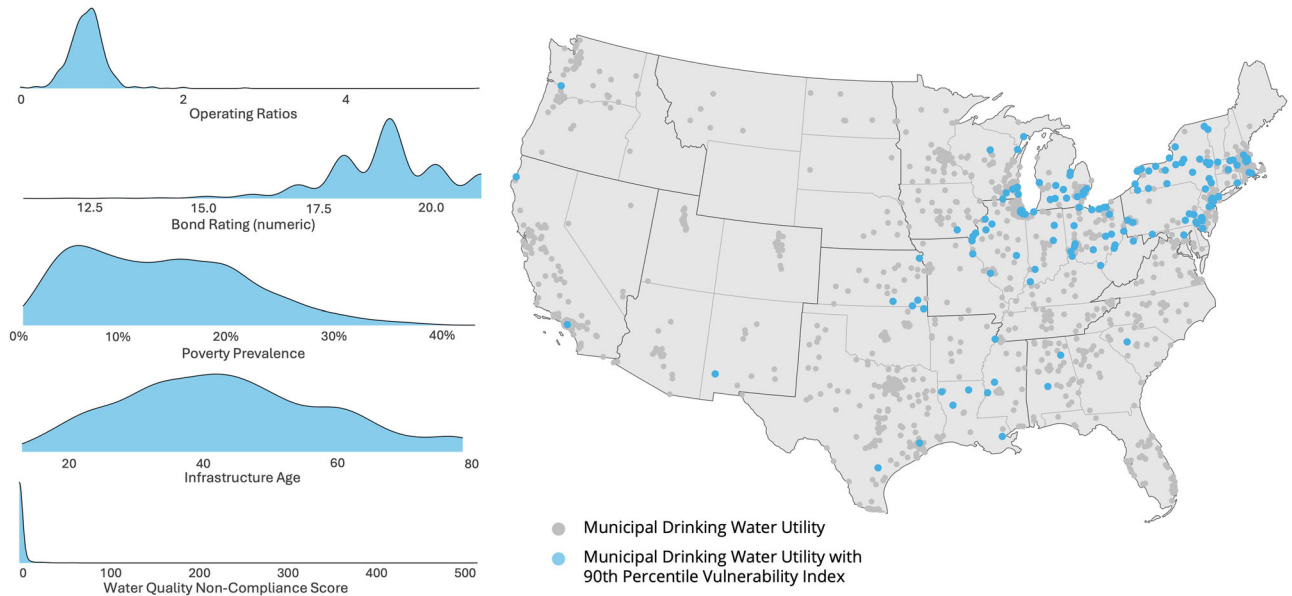 0 2 4
Operating Ratios
12.5 15.0 17.5 20.0
Bond Rating (numeric)
0% 10% 20% 30% 40%
Poverty Prevalence
20 40 60 80
Infrastructure Age
0 100 200 300 400 500
Water Quality Non-Compliance Score
Municipal Drinking Water Utility
Municipal Drinking Water Utility with
90th Percentile Vulnerability Index